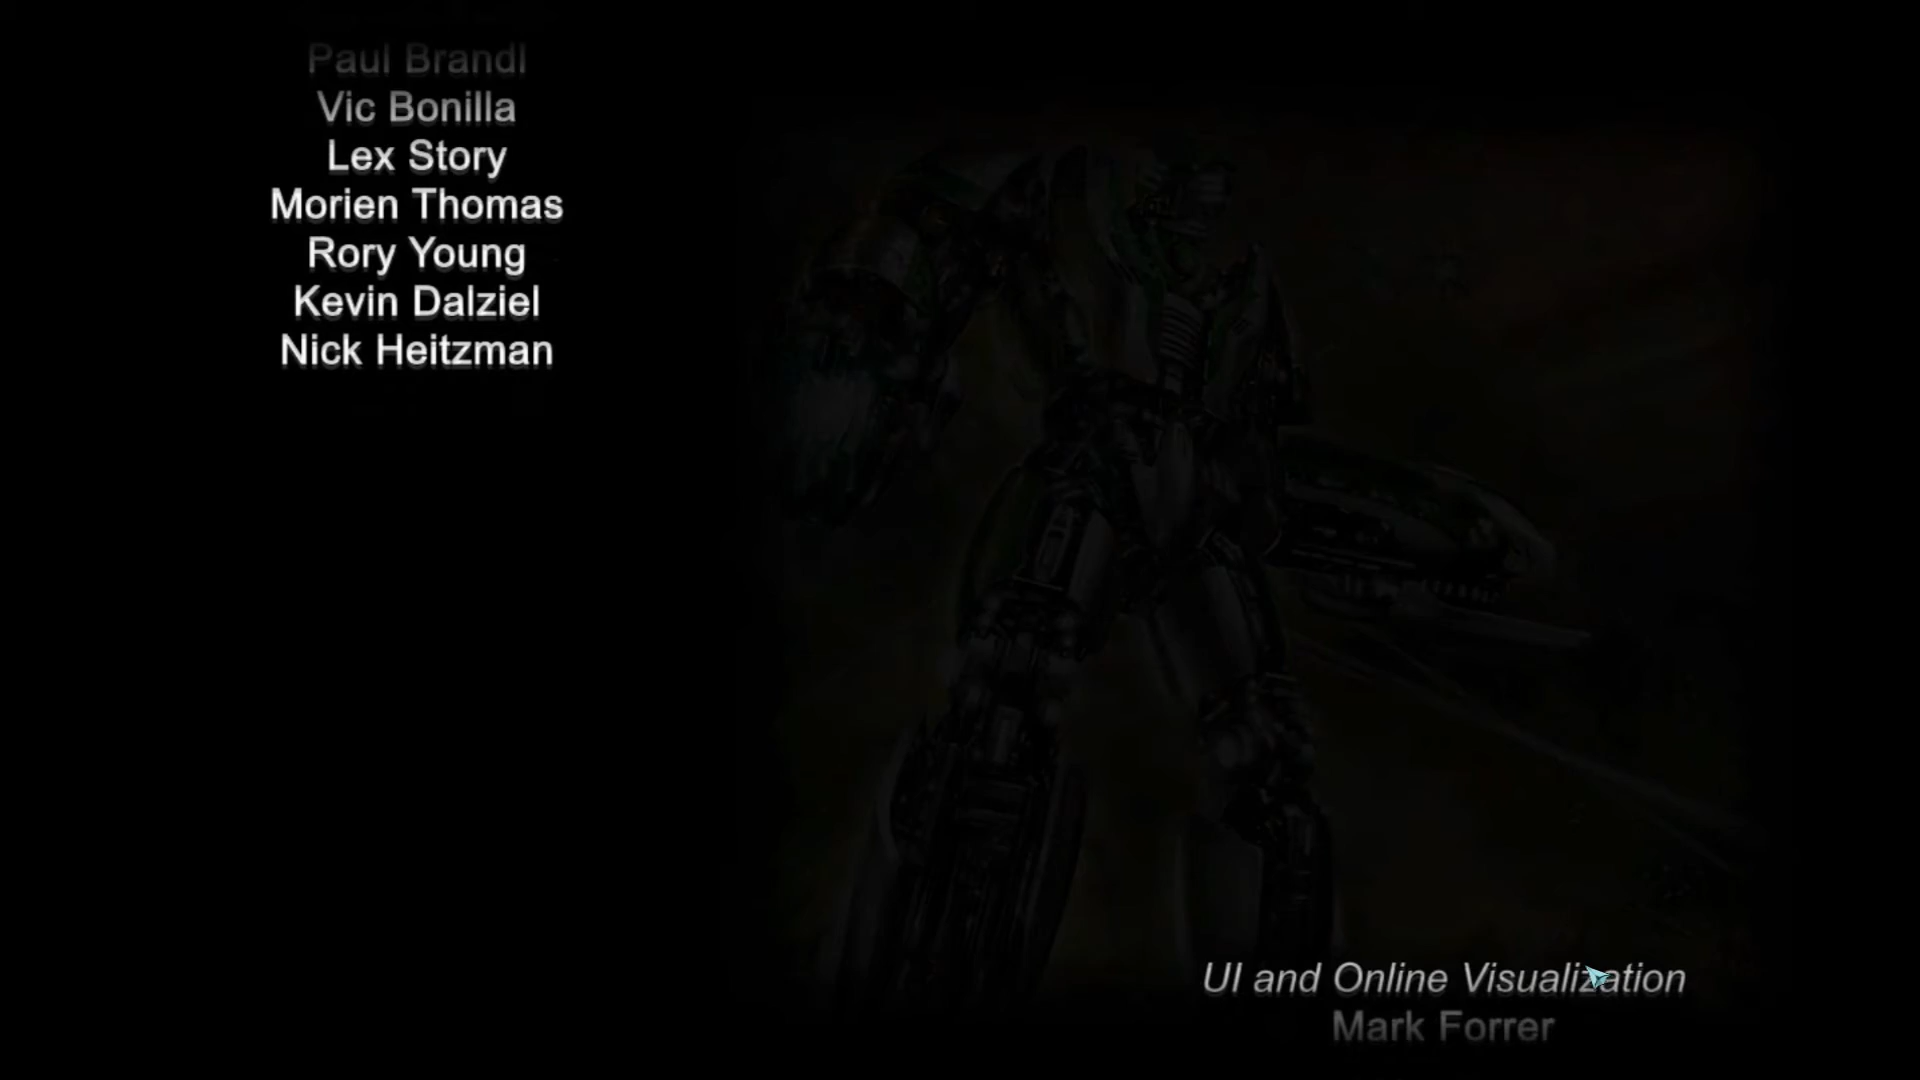 Paul Brandl
Vic Bonilla
Lex Story
Morien Thomas
Rory Young
Kevin Dalziel
Nick Heitzman
UI and Online Visualization
Mark Forrer